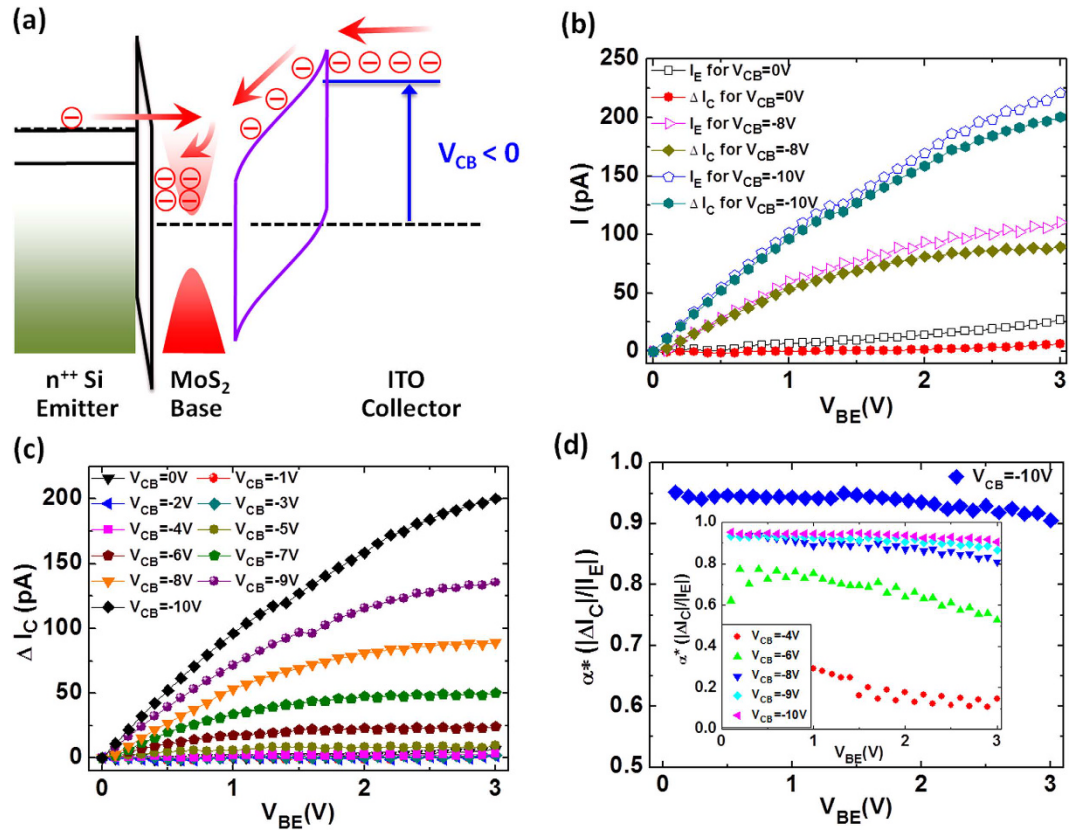 (a)
V_CB < 0
n⁺⁺ Si
Emitter
MoS₂
Base
ITO
Collector
(b)
I (pA)
250
200
150
100
50
0
I_E for V_CB=0V
Δ I_C for V_CB=0V
I_E for V_CB=-8V
Δ I_C for V_CB=-8V
I_E for V_CB=-10V
Δ I_C for V_CB=-10V
0 1 2 3
V_BE(V)
(c)
Δ I_C (pA)
200
150
100
50
0
V_CB=0V V_CB=-1V
V_CB=-2V V_CB=-3V
V_CB=-4V V_CB=-5V
V_CB=-6V V_CB=-7V
V_CB=-8V V_CB=-9V
V_CB=-10V
0 1 2 3
V_BE(V)
(d)
α* (|ΔI_C|/|I_E|)
1.0
0.9
0.8
0.7
0.6
0.5
V_CB=-10V
α* (|ΔI_C|/|I_E|)
1.0
0.8
0.6
0.4
0.2
0.0
V_CB=-4V
V_CB=-6V
V_CB=-8V
V_CB=-9V
V_CB=-10V
0 1 2 3
V_BE(V)
0 1 2 3
V_BE(V)